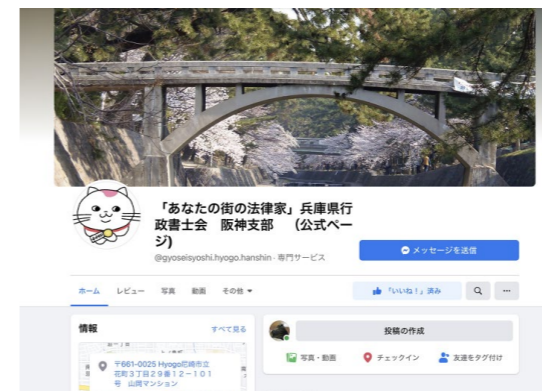 「あなたの街の法律家」兵庫県行
政書士会　阪神支部　（公式ペー
ジ)
@gyoseisyoshi.hyogo.hanshin · 専門サービス
メッセージを送信
ホーム
レビュー
写真
動画
その他
「いいね！」済み
情報
すべて見る
〒661-0025 Hyogo尼崎市立
花町３丁目２９番１２－１０１
号　山岡マンション
投稿の作成
写真・動画
チェックイン
友達をタグ付け